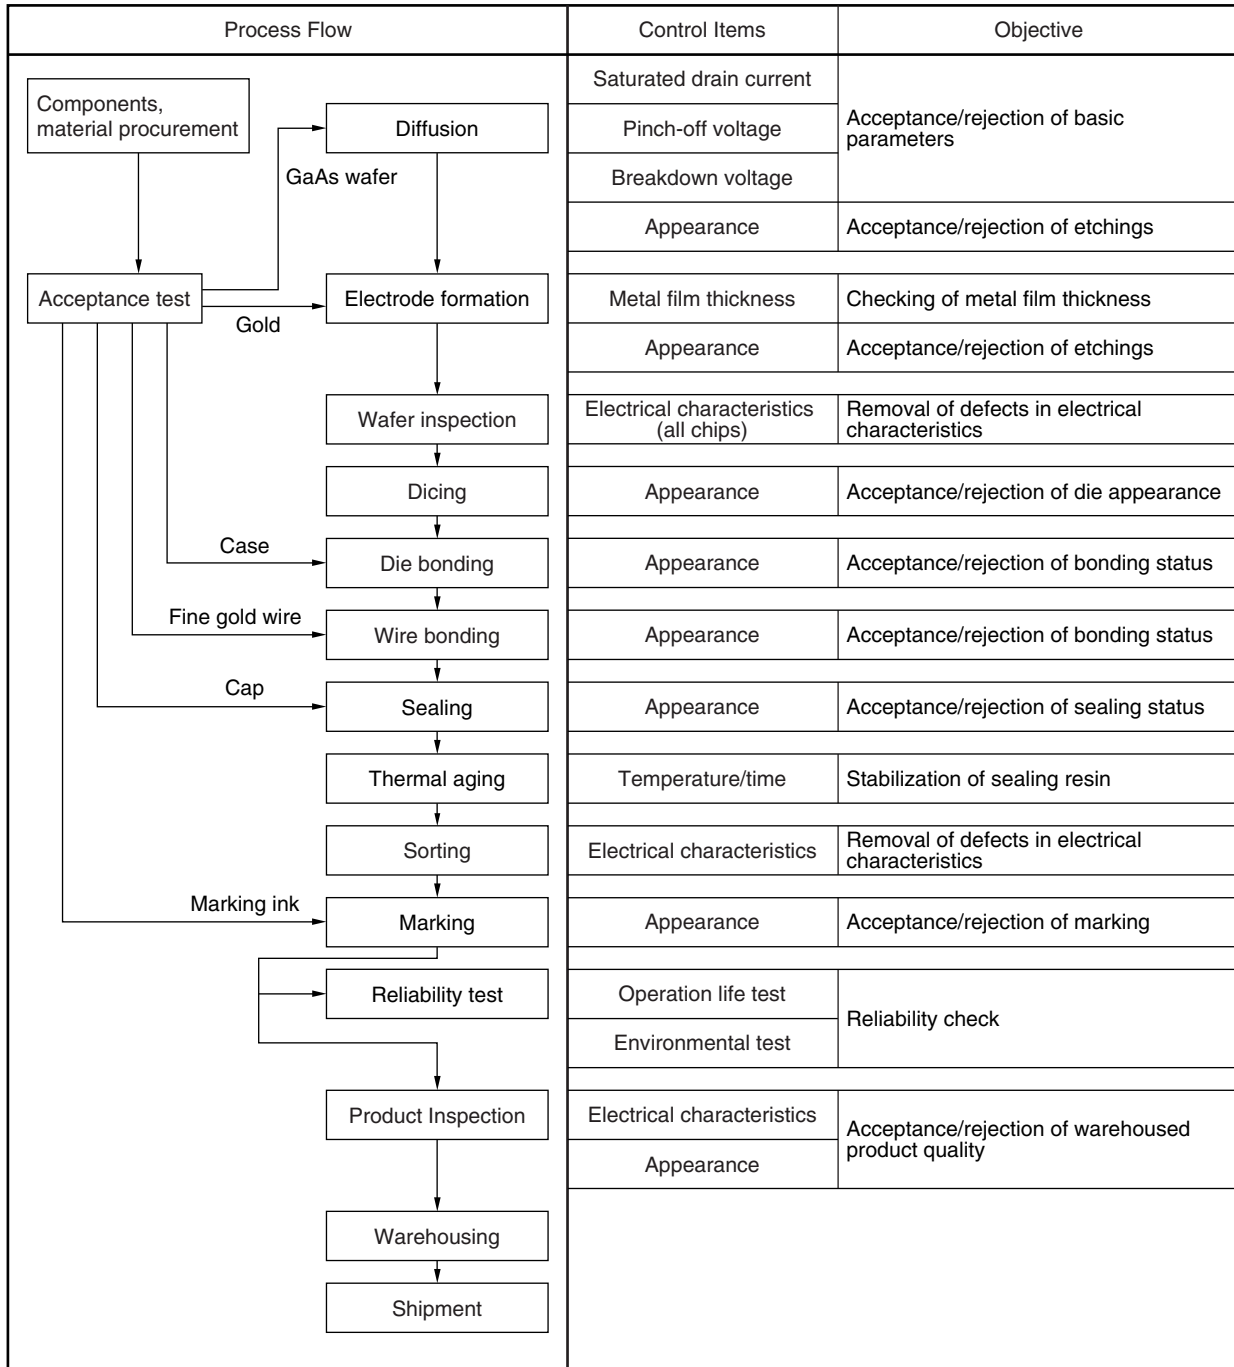 Process Flow
Control Items
Objective
Components,
material procurement
Diffusion
GaAs wafer
Saturated drain current
Pinch-off voltage
Breakdown voltage
Acceptance/rejection of basic
parameters
Appearance
Acceptance/rejection of etchings
Acceptance test
Gold
Electrode formation
Metal film thickness
Checking of metal film thickness
Appearance
Acceptance/rejection of etchings
Wafer inspection
Electrical characteristics
(all chips)
Removal of defects in electrical
characteristics
Dicing
Appearance
Acceptance/rejection of die appearance
Case
Die bonding
Appearance
Acceptance/rejection of bonding status
Fine gold wire
Wire bonding
Appearance
Acceptance/rejection of bonding status
Cap
Sealing
Appearance
Acceptance/rejection of sealing status
Thermal aging
Temperature/time
Stabilization of sealing resin
Sorting
Electrical characteristics
Removal of defects in electrical
characteristics
Marking ink
Marking
Appearance
Acceptance/rejection of marking
Reliability test
Operation life test
Environmental test
Reliability check
Product Inspection
Electrical characteristics
Appearance
Acceptance/rejection of warehoused
product quality
Warehousing
Shipment